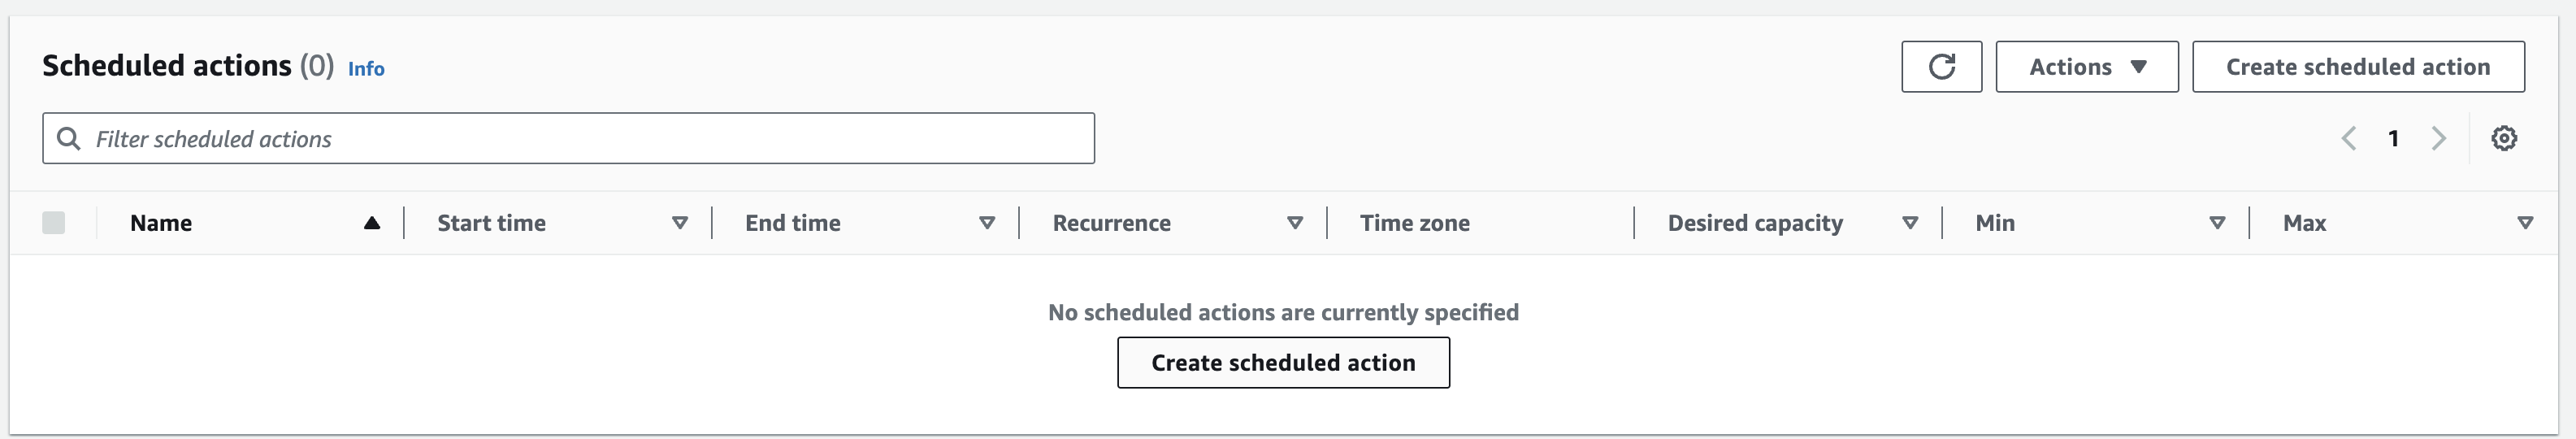 Scheduled actions (0) Info
Actions
Create scheduled action
Filter scheduled actions
1
Name Start time End time Recurrence Time zone Desired capacity Min Max
No scheduled actions are currently specified
Create scheduled action